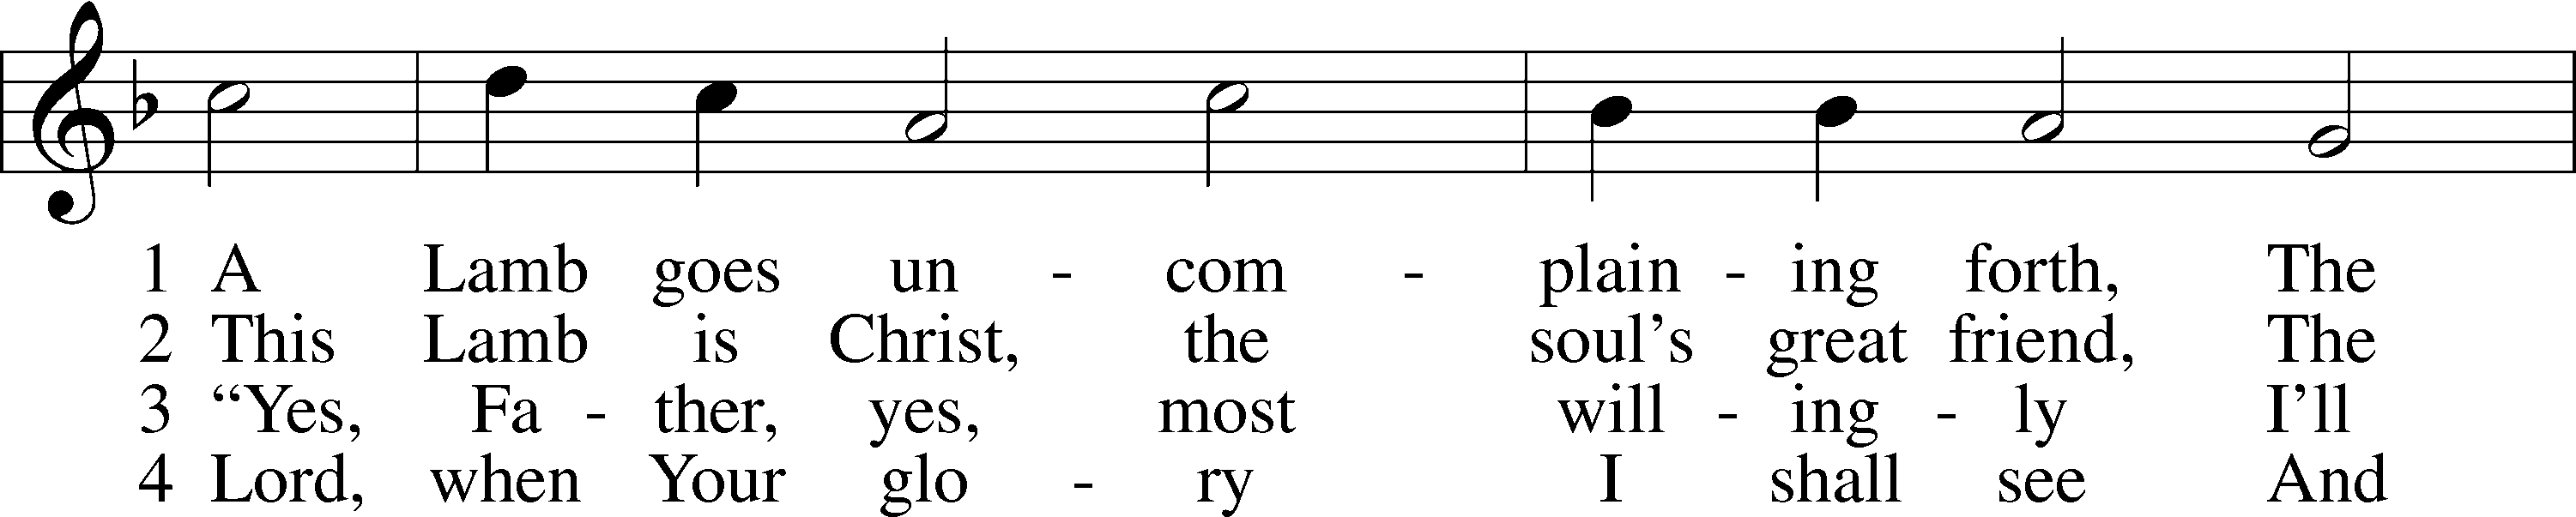 1 A Lamb goes un - com - plain - ing forth, The
2 This Lamb is Christ, the soul’s great friend, The
3 “Yes, Fa - ther, yes, most will - ing - ly I’ll
4 Lord, when Your glo - ry I shall see And